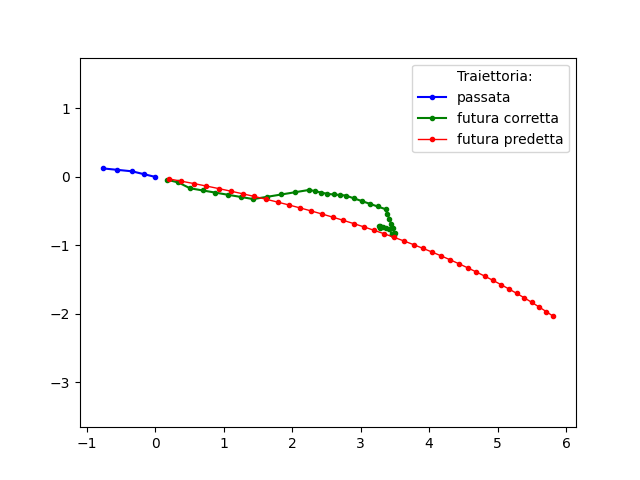 Traiettoria:
passata
futura corretta
futura predetta
1
0
−1
−2
−3
−1 0 1 2 3 4 5 6